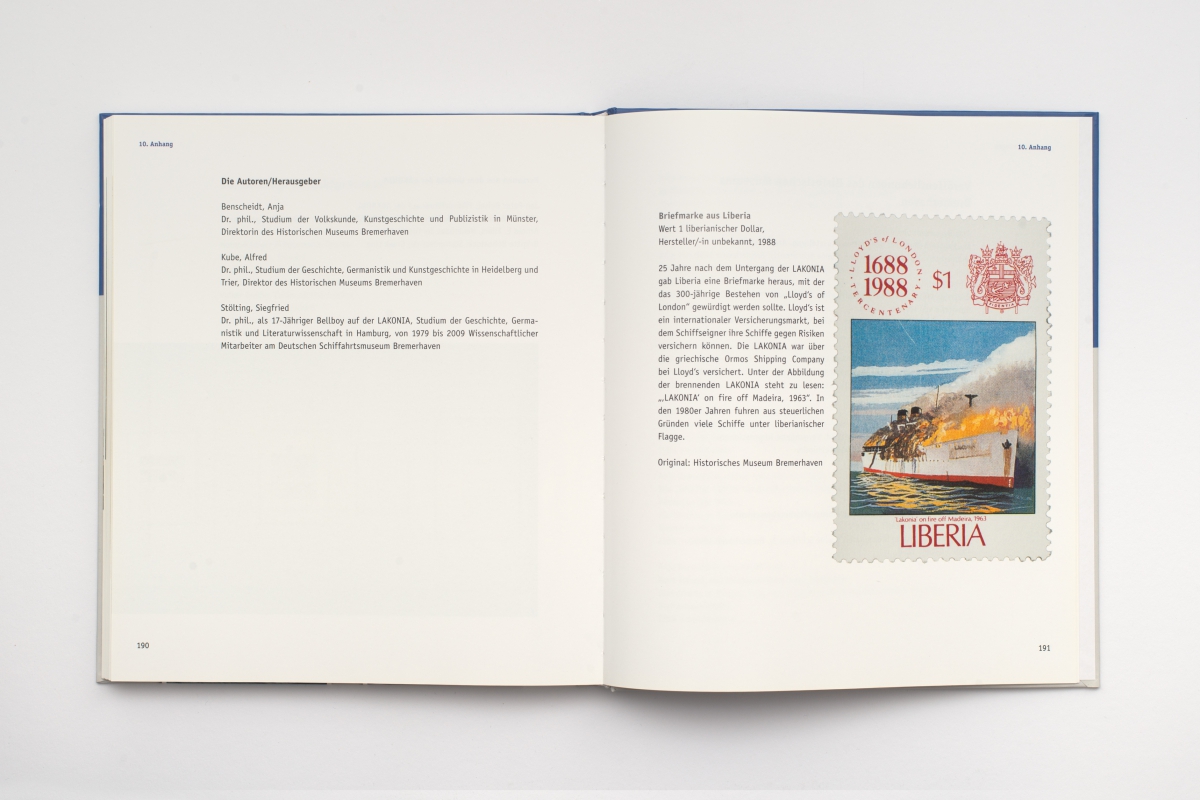 10. Anhang
Die Autoren/Herausgeber
Benscheidt, Anja
Dr. phil., Studium der Volkskunde, Kunstgeschichte und Publizistik in Münster,
Direktorin des Historischen Museums Bremerhaven
Kube, Alfred
Dr. phil., Studium der Geschichte, Germanistik und Kunstgeschichte in Heidelberg und
Trier, Direktor des Historischen Museums Bremerhaven
Stölting, Siegfried
Dr. phil., als 17-Jähriger Bellboy auf der LAKONIA, Studium der Geschichte, Germa-
nistik und Literaturwissenschaft in Hamburg, von 1979 bis 2009 Wissenschaftlicher
Mitarbeiter am Deutschen Schiffahrtsmuseum Bremerhaven
190
10. Anhang
Briefmarke aus Liberia
Wert 1 liberianischer Dollar,
Hersteller/-in unbekannt, 1988
25 Jahre nach dem Untergang der LAKONIA
gab Liberia eine Briefmarke heraus, mit der
das 300-jährige Bestehen von „Lloyd's of
London“ gewürdigt werden sollte. Lloyd's ist
ein internationaler Versicherungsmarkt, bei
dem Schiffseigner ihre Schiffe gegen Risiken
versichern können. Die LAKONIA war über
die griechische Ormos Shipping Company
bei Lloyd's versichert. Unter der Abbildung
der brennenden LAKONIA steht zu lesen:
„‚LAKONIA' on fire off Madeira, 1963“. In
den 1980er Jahren fuhren aus steuerlichen
Gründen viele Schiffe unter liberianischer
Flagge.
Original: Historisches Museum Bremerhaven
LLOYD'S of LONDON
1688
1988
TERCENTENARY
$1
'Lakonia' on fire off Madeira, 1963
LIBERIA
191